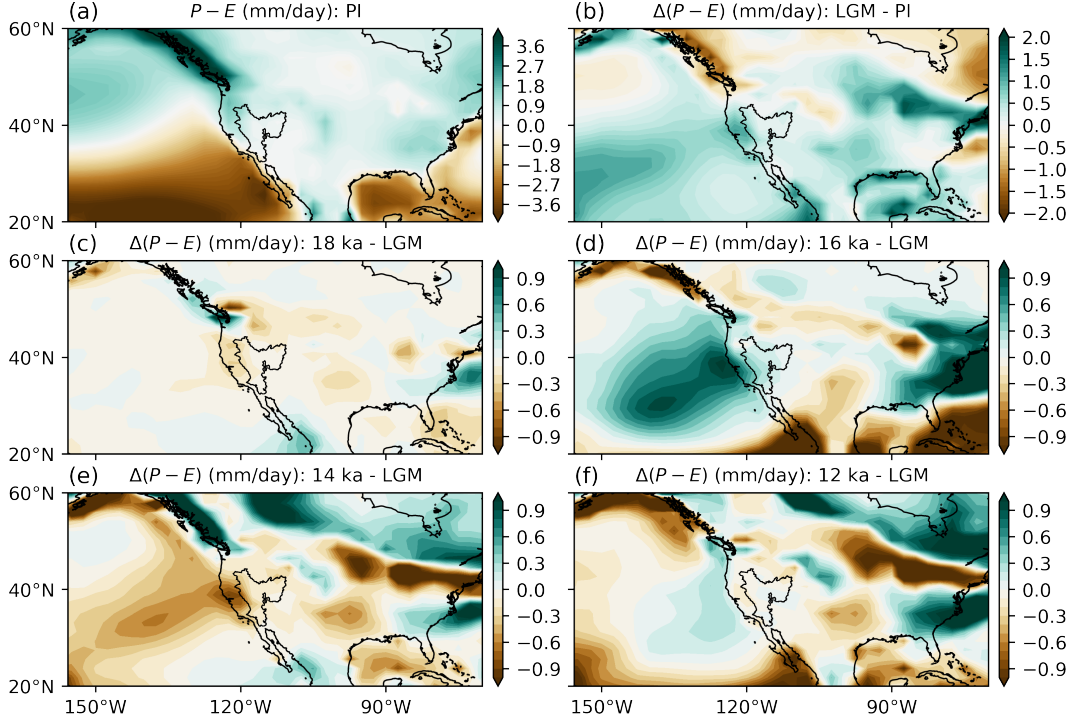 (a) P − E (mm/day): PI
(b) Δ(P − E) (mm/day): LGM - PI
60°N
40°N
20°N
3.6
2.7
1.8
0.9
0.0
−0.9
−1.8
−2.7
−3.6
2.0
1.5
1.0
0.5
0.0
−0.5
−1.0
−1.5
−2.0
(c) Δ(P − E) (mm/day): 18 ka - LGM
(d) Δ(P − E) (mm/day): 16 ka - LGM
60°N
40°N
20°N
0.9
0.6
0.3
0.0
−0.3
−0.6
−0.9
0.9
0.6
0.3
0.0
−0.3
−0.6
−0.9
(e) Δ(P − E) (mm/day): 14 ka - LGM
(f) Δ(P − E) (mm/day): 12 ka - LGM
60°N
40°N
20°N
0.9
0.6
0.3
0.0
−0.3
−0.6
−0.9
0.9
0.6
0.3
0.0
−0.3
−0.6
−0.9
150°W 120°W 90°W
150°W 120°W 90°W